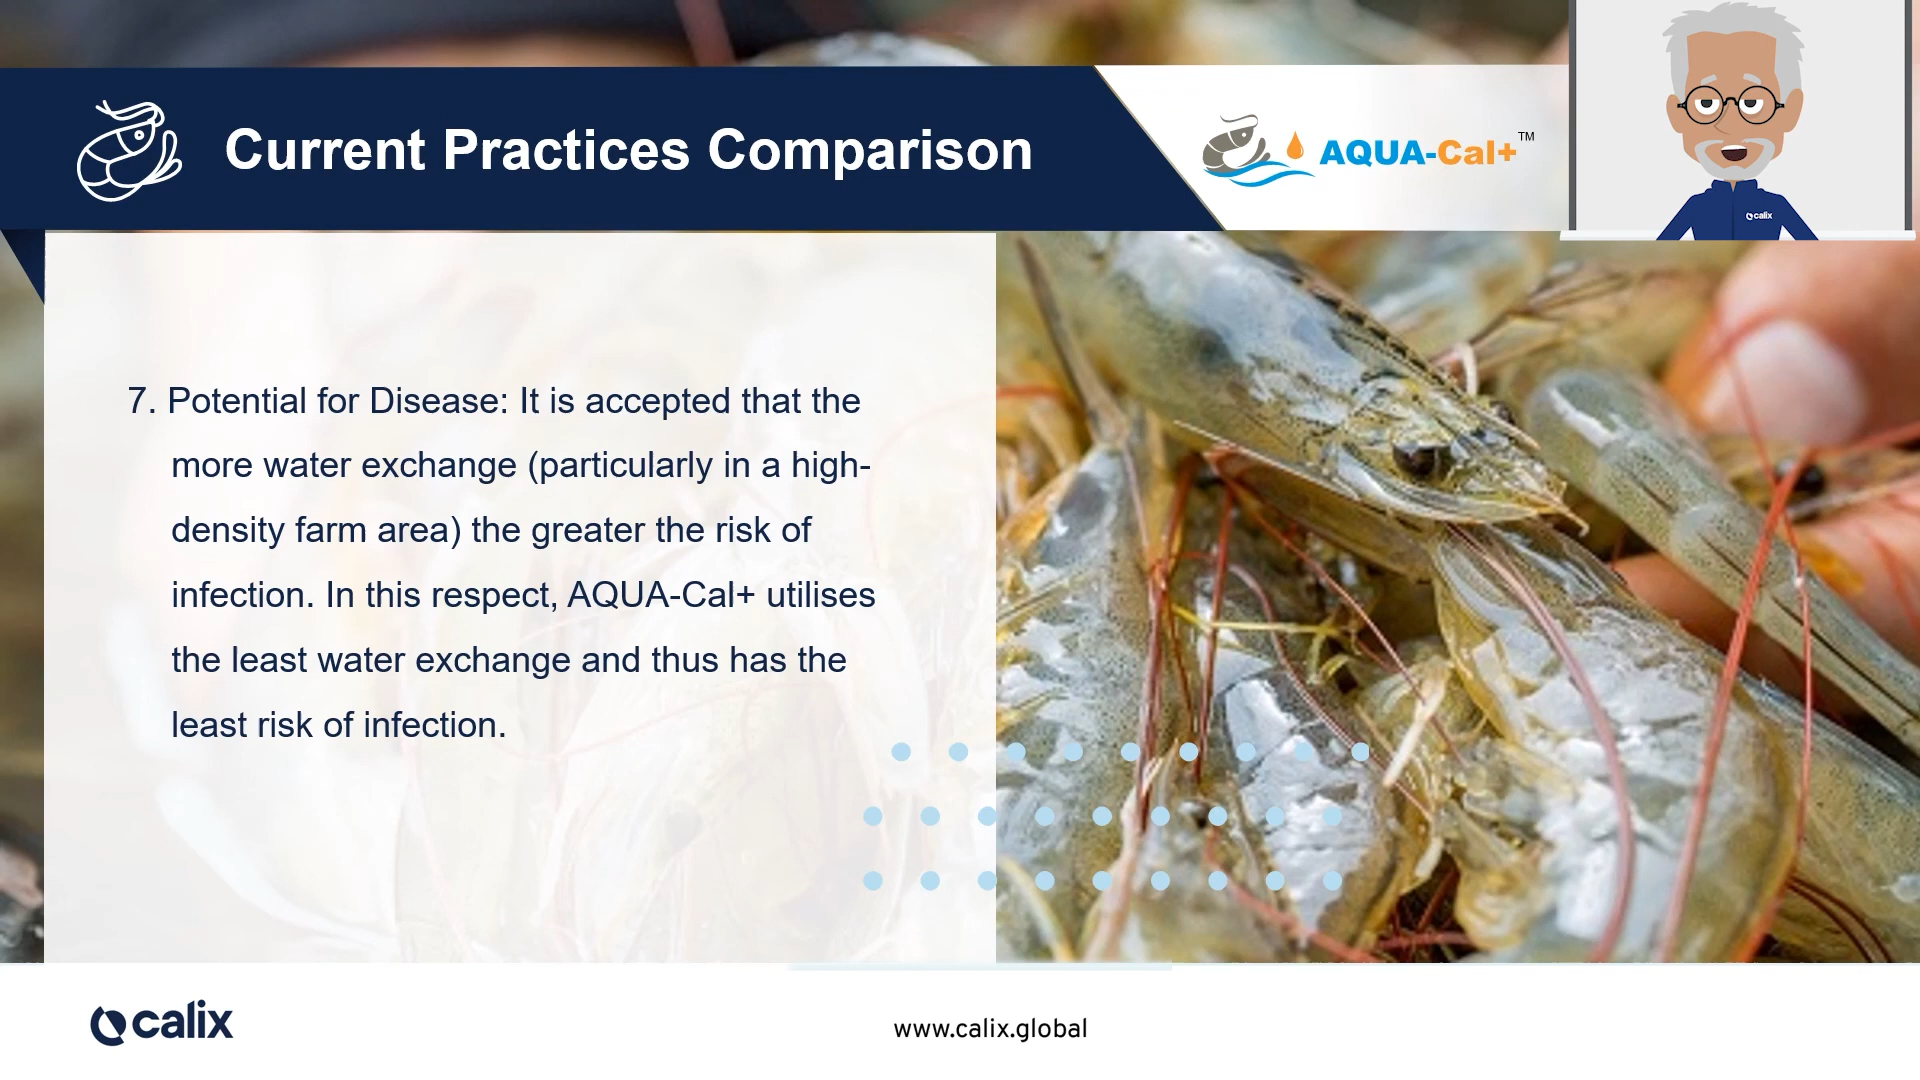 Current Practices Comparison
AQUA-Cal+™
calix
7. Potential for Disease: It is accepted that the
more water exchange (particularly in a high-
density farm area) the greater the risk of
infection. In this respect, AQUA-Cal+ utilises
the least water exchange and thus has the
least risk of infection.
calix
www.calix.global